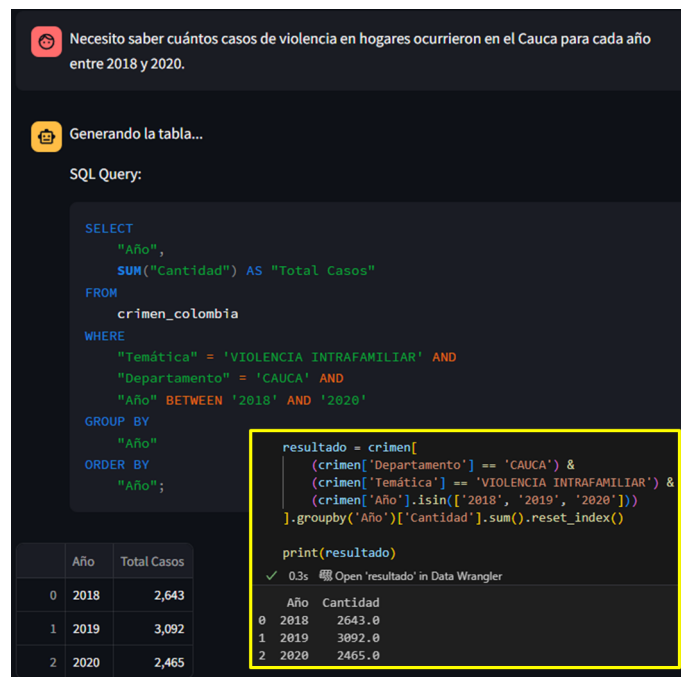 Necesito saber cuántos casos de violencia en hogares ocurrieron en el Cauca para cada año
entre 2018 y 2020.
Generando la tabla...
SQL Query:
SELECT
"Año",
SUM("Cantidad") AS "Total Casos"
FROM
crimen_colombia
WHERE
"Temática" = 'VIOLENCIA INTRAFAMILIAR' AND
"Departamento" = 'CAUCA' AND
"Año" BETWEEN '2018' AND '2020'
GROUP BY
"Año"
ORDER BY
"Año";
Año Total Casos
0 2018 2,643
1 2019 3,092
2 2020 2,465
resultado = crimen[
(crimen['Departamento'] == 'CAUCA') &
(crimen['Temática'] == 'VIOLENCIA INTRAFAMILIAR') &
(crimen['Año'].isin(['2018', '2019', '2020']))
].groupby('Año')['Cantidad'].sum().reset_index()
print(resultado)
✓ 0.3s Open 'resultado' in Data Wrangler
Año Cantidad
0 2018 2643.0
1 2019 3092.0
2 2020 2465.0